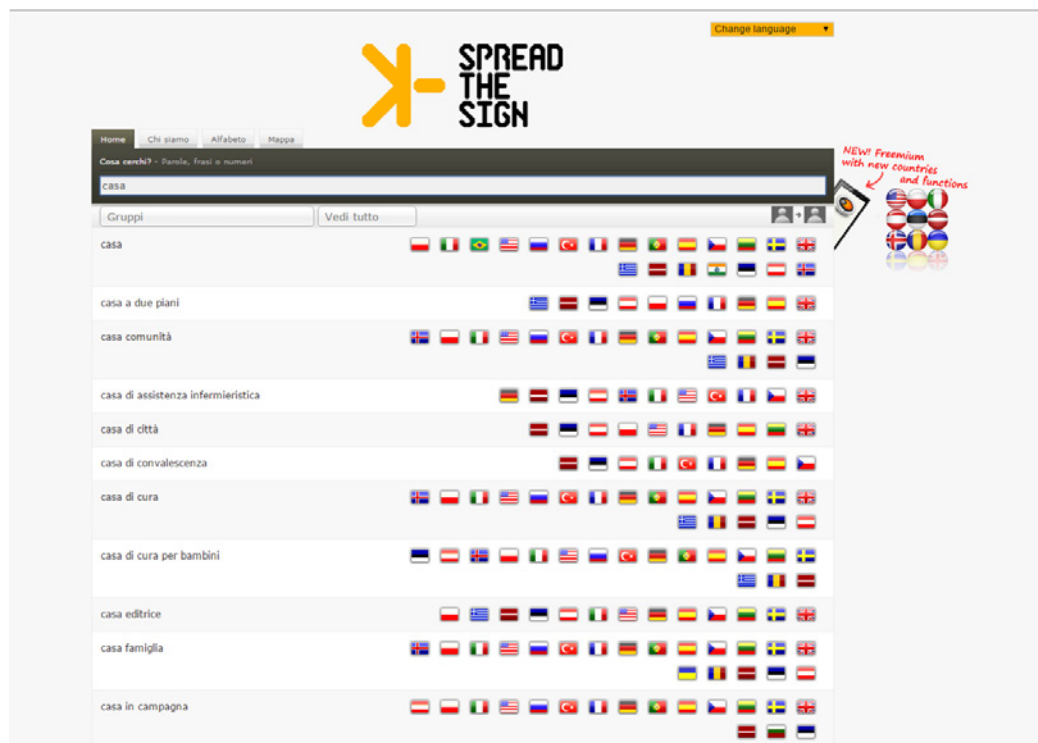 Change language
SPREAD
THE
SIGN
Home Chi siamo Alfabeto Mappa
Cosa cerchi? - Parole, frasi o numeri
casa
NEW! Freemium
with new countries
and functions
Gruppi Vedi tutto
casa
casa a due piani
casa comunità
casa di assistenza infermieristica
casa di città
casa di convalescenza
casa di cura
casa di cura per bambini
casa editrice
casa famiglia
casa in campagna